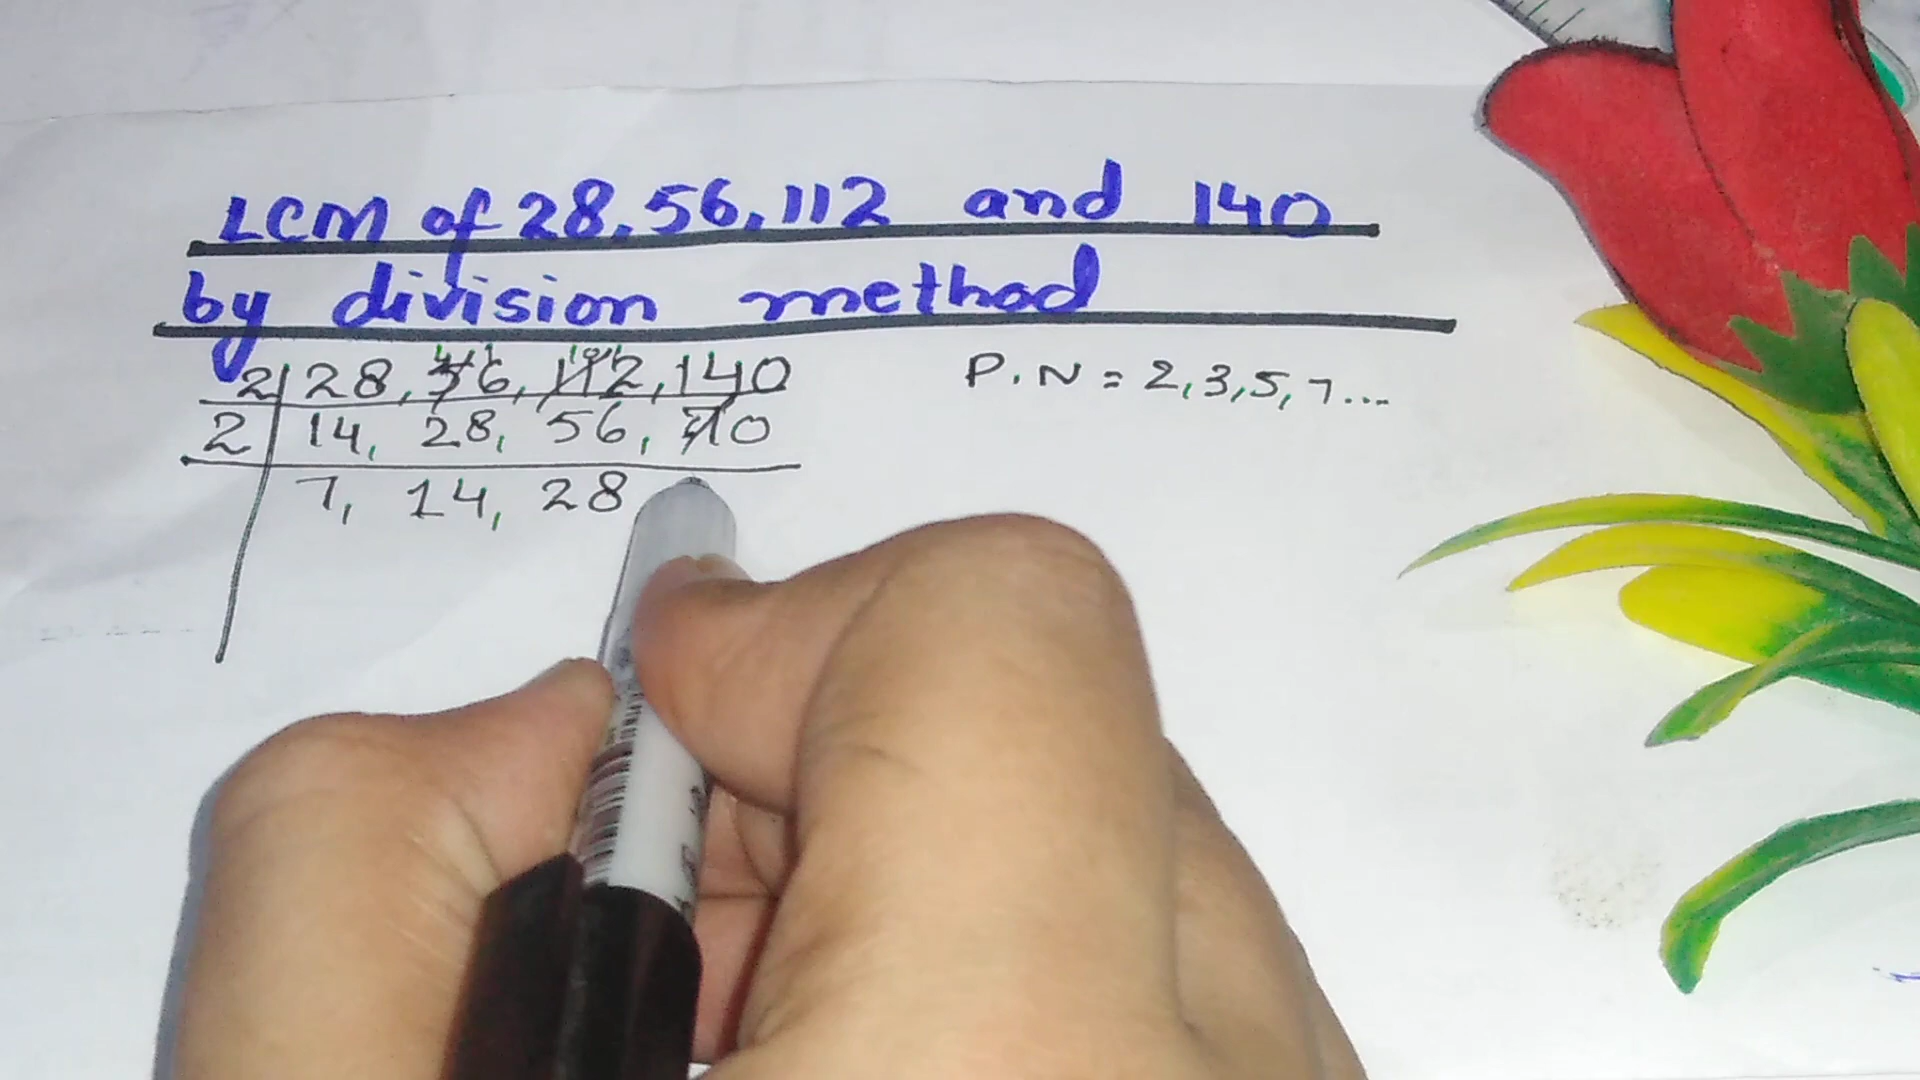 LCM of 28, 56, 112 and 140
by division method
2 | 28, 56, 112, 140
P.N = 2, 3, 5, 7...
2 | 14, 28, 56, 70
7, 14, 28